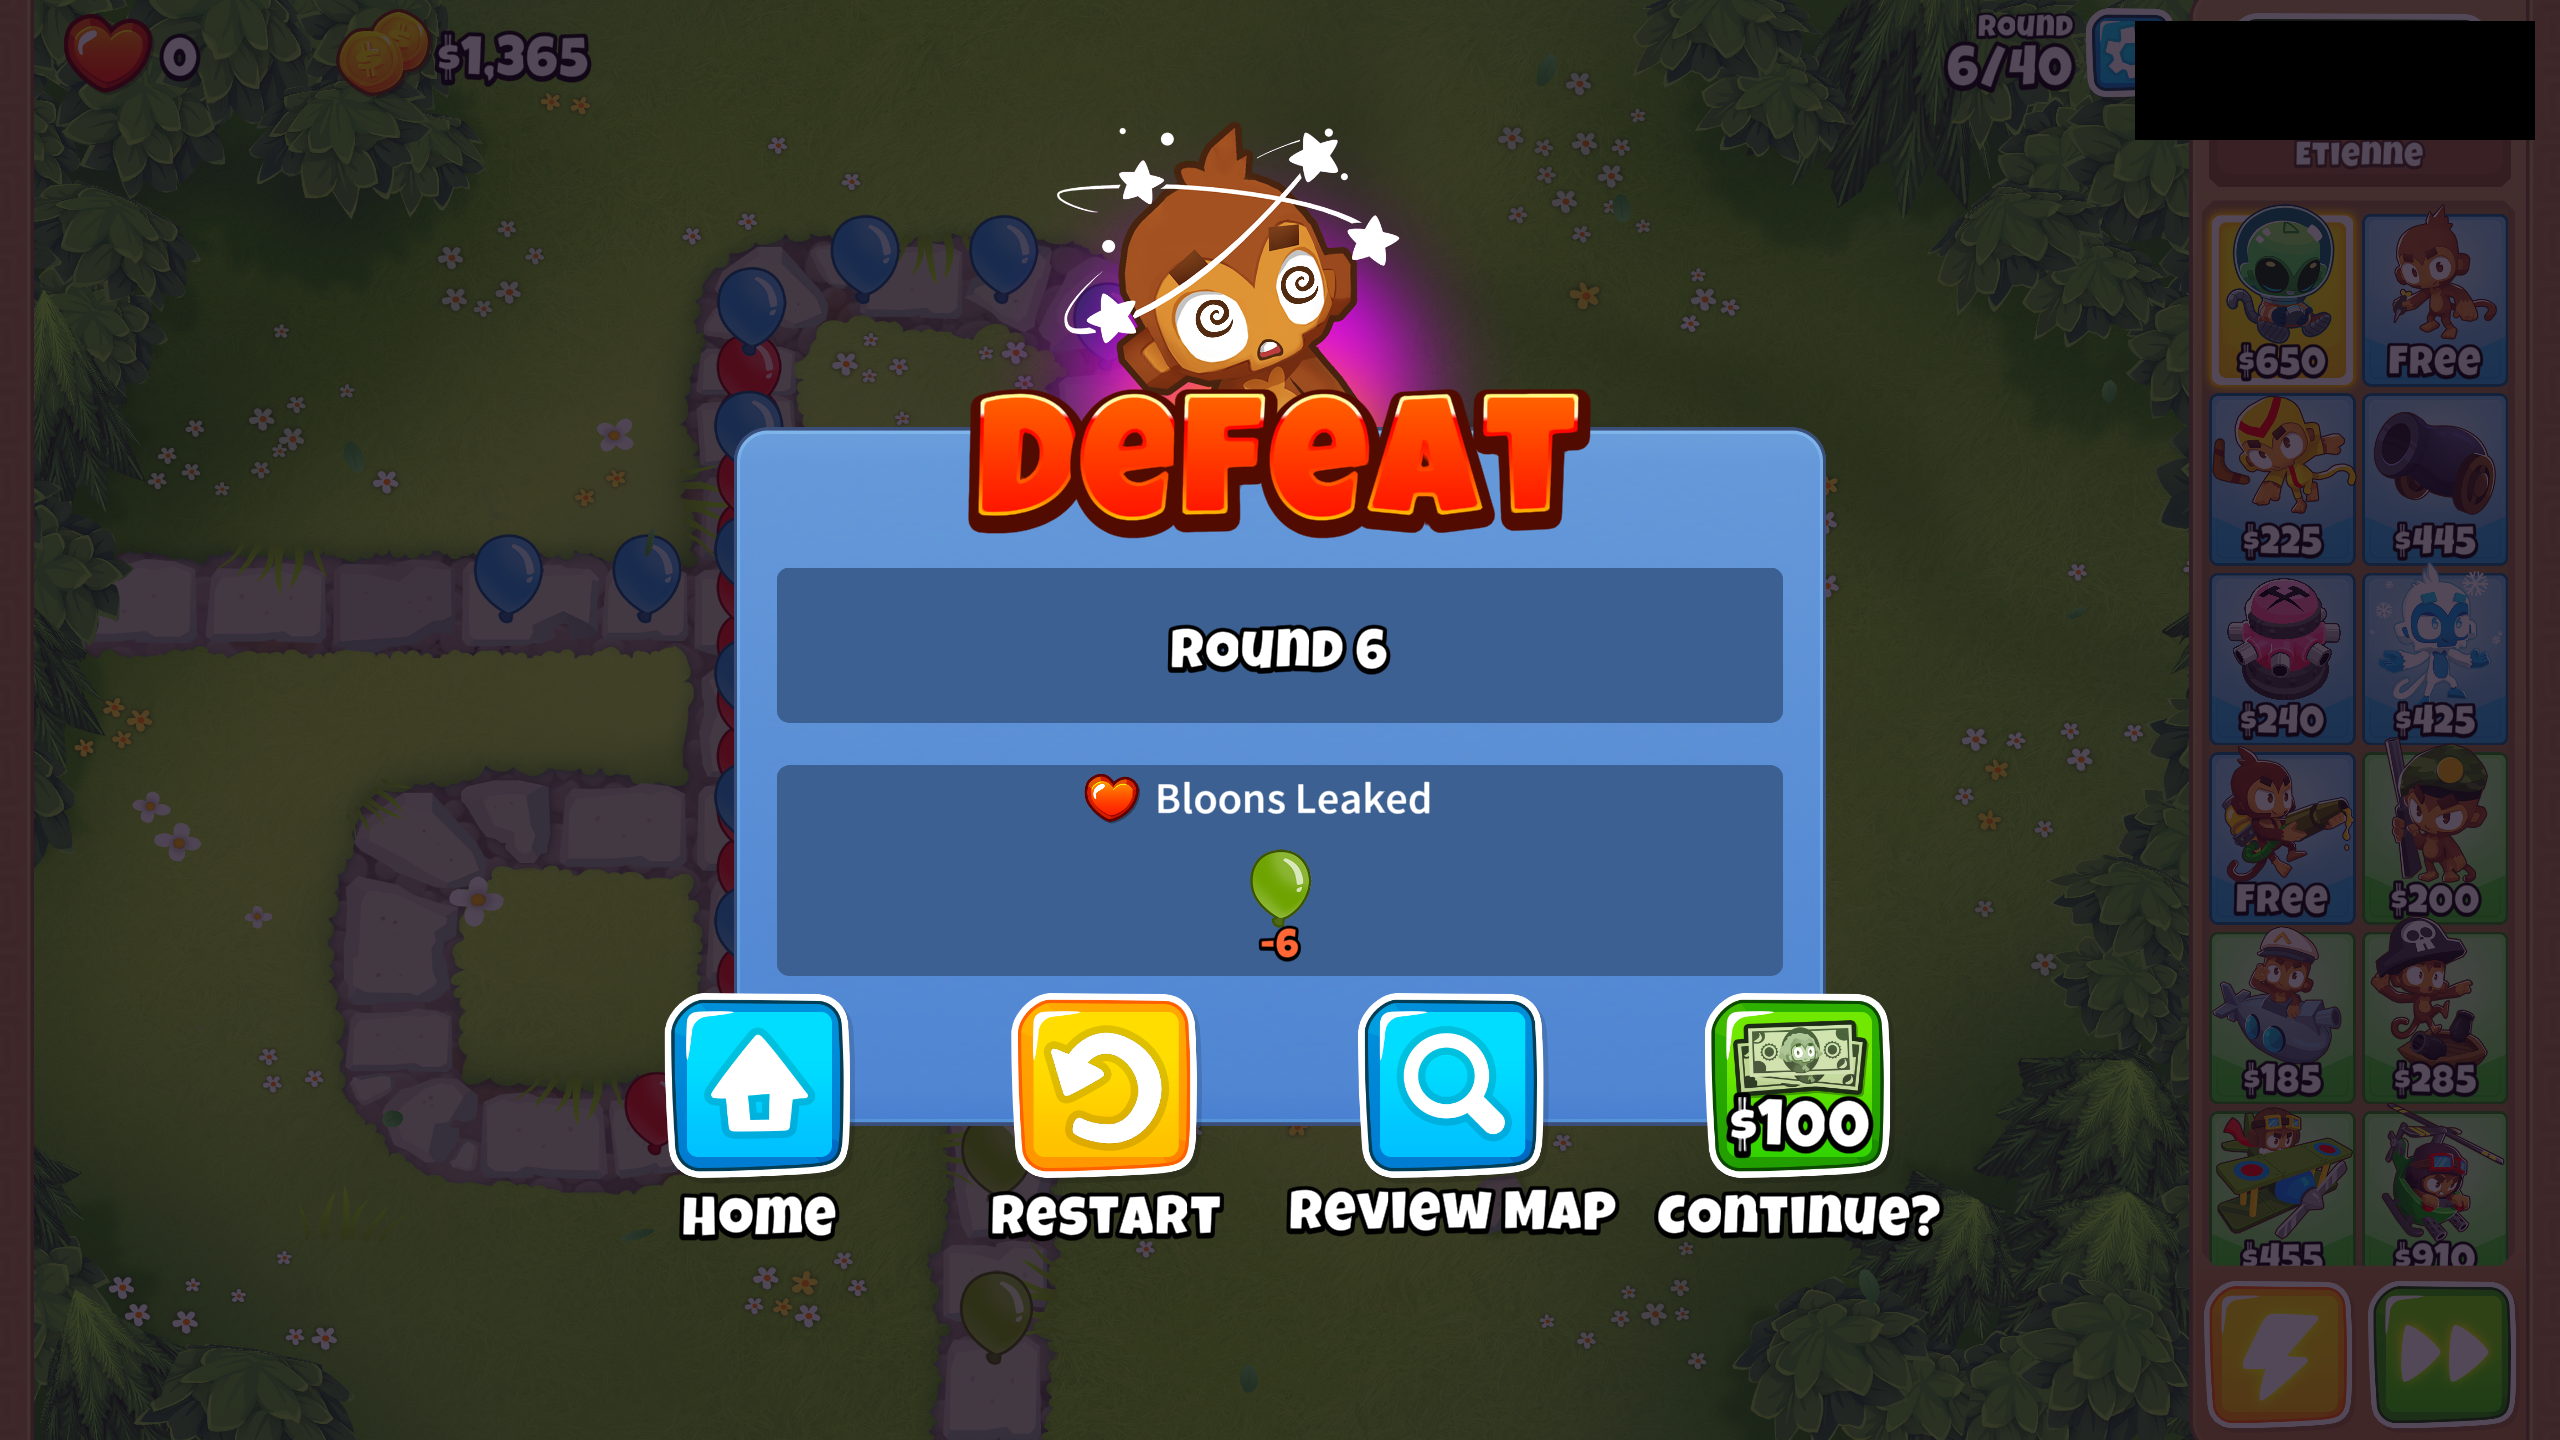 0
$1,365
Round
6/40
Etienne
$650
Free
$225
$445
$240
$425
Free
$200
$185
$285
$455
$910
Defeat
Round 6
Bloons Leaked
-6
$100
Home
Restart
Review Map
Continue?